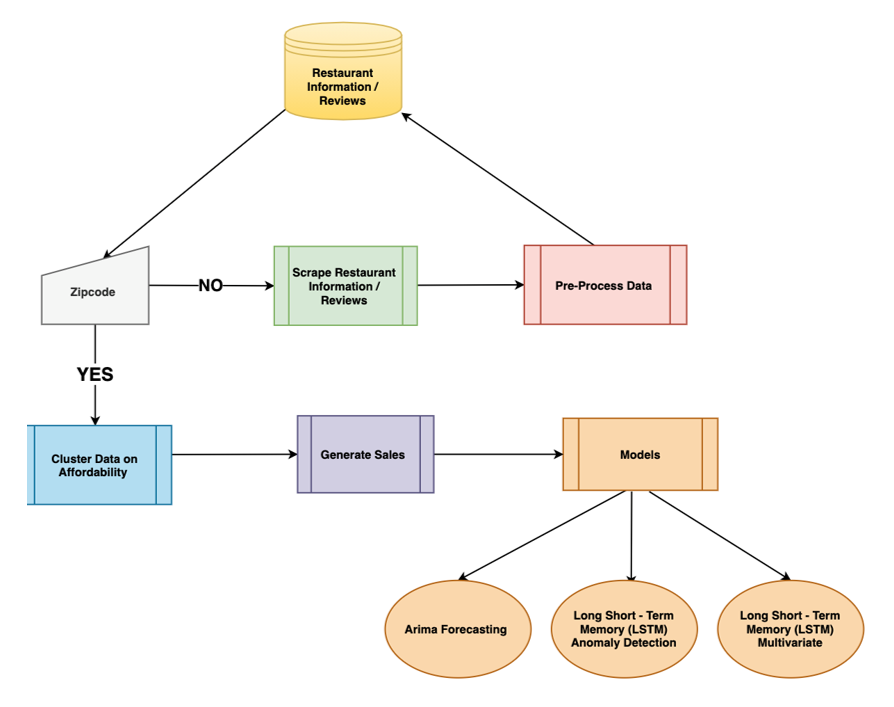 Restaurant
Information /
Reviews
Zipcode
NO
Scrape Restaurant
Information /
Reviews
Pre-Process Data
YES
Cluster Data on
Affordability
Generate Sales
Models
Arima Forecasting
Long Short - Term
Memory (LSTM)
Anomaly Detection
Long Short - Term
Memory (LSTM)
Multivariate